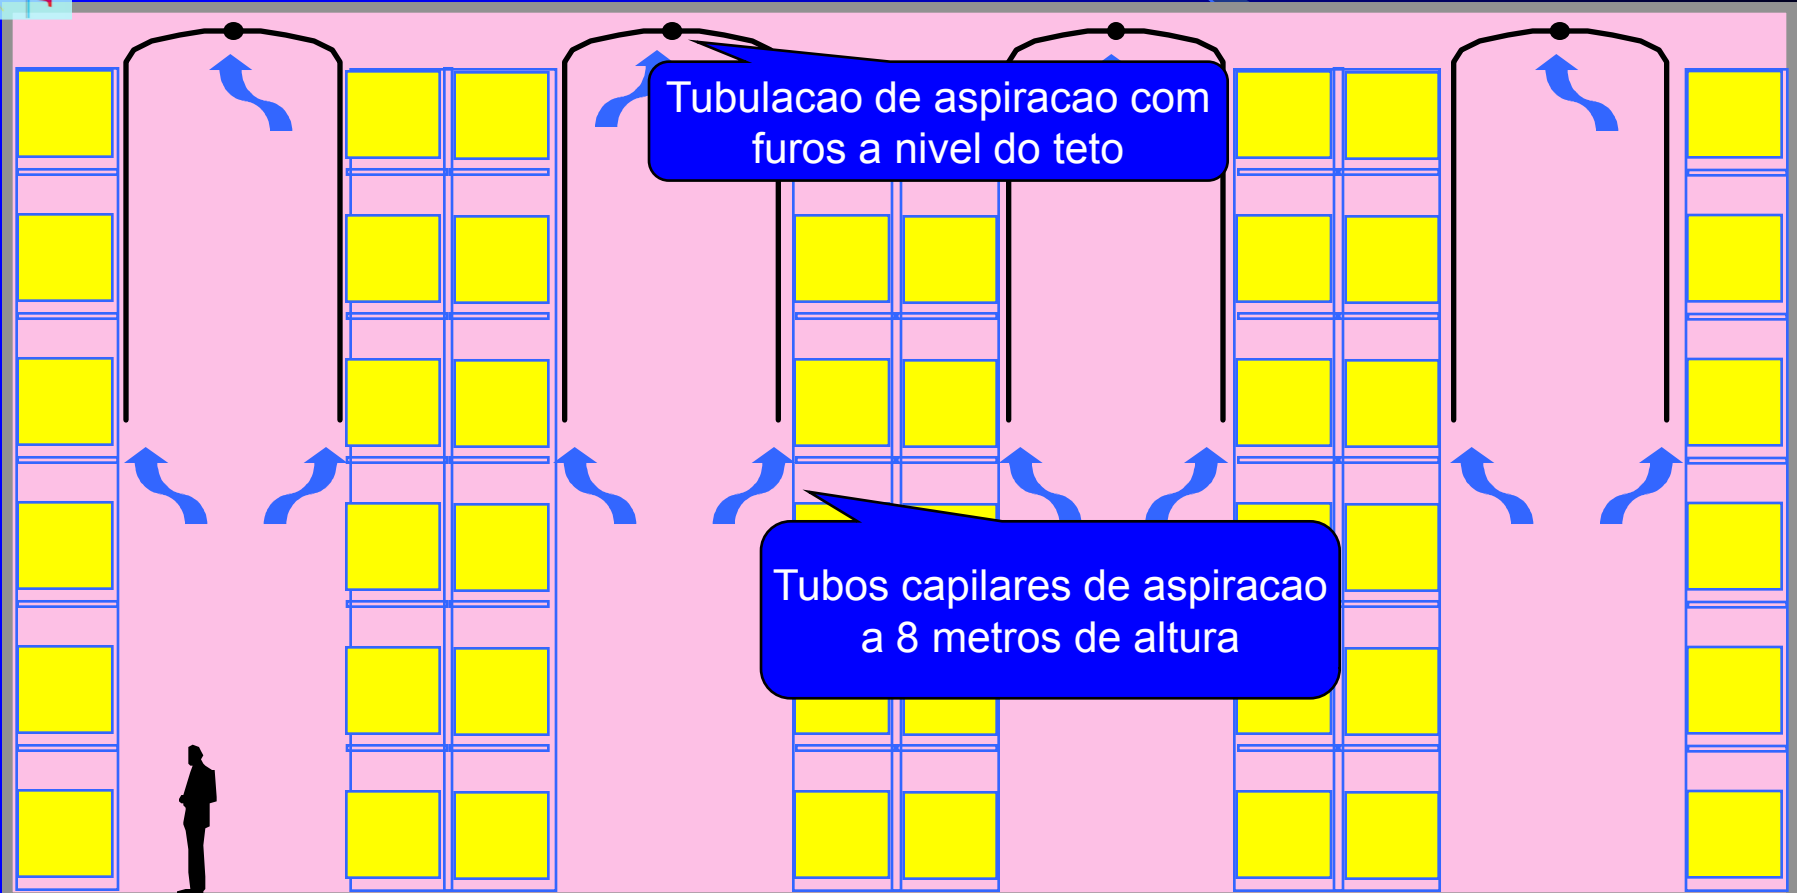 Tubulacao de aspiracao com
furos a nivel do teto
Tubos capilares de aspiracao
a 8 metros de altura